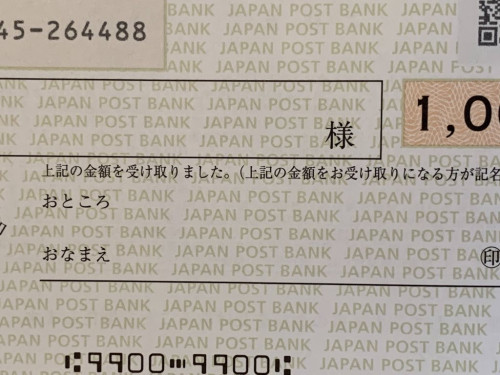 45-264488
様
1,0
上記の金額を受け取りました。(上記の金額をお受け取りになる方が記名
おところ
おなまえ
㊞
JAPAN POST BANK
⑆9900⑉9900⑆